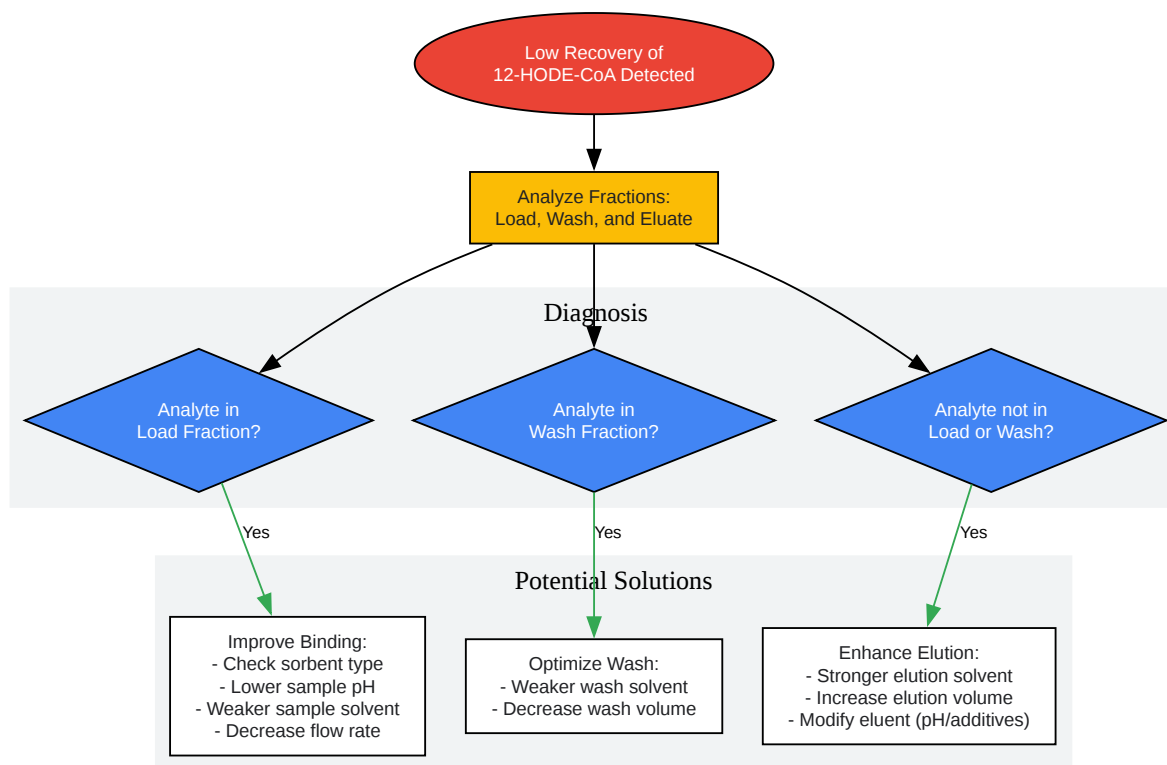 Low Recovery of
12-HODE-CoA Detected
Analyze Fractions:
Load, Wash, and Eluate
Diagnosis
Analyte in
Load Fraction?
Analyte in
Wash Fraction?
Analyte not in
Load or Wash?
Yes
Yes
Yes
Potential Solutions
Improve Binding:
- Check sorbent type
- Lower sample pH
- Weaker sample solvent
- Decrease flow rate
Optimize Wash:
- Weaker wash solvent
- Decrease wash volume
Enhance Elution:
- Stronger elution solvent
- Increase elution volume
- Modify eluent (pH/additives)